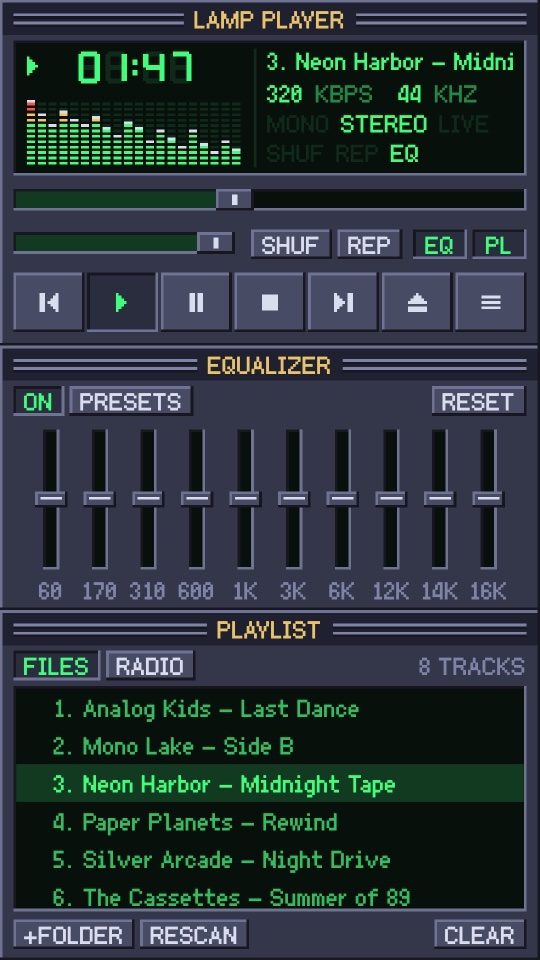 LAMP PLAYER
01:47
3. Neon Harbor – Midni
320 KBPS 44 KHZ
MONO STEREO LIVE
SHUF REP EQ
SHUF REP EQ PL
EQUALIZER
ON PRESETS RESET
60 170 310 600 1K 3K 6K 12K 14K 16K
PLAYLIST
FILES RADIO 8 TRACKS
1. Analog Kids – Last Dance
2. Mono Lake – Side B
3. Neon Harbor – Midnight Tape
4. Paper Planets – Rewind
5. Silver Arcade – Night Drive
6. The Cassettes – Summer of 89
+FOLDER RESCAN CLEAR